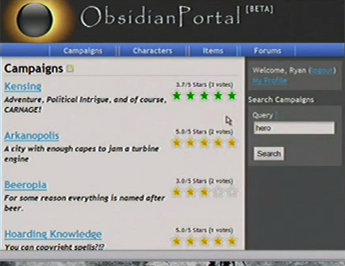 ObsidianPortal [BETA]
Campaigns Characters Items Forums
Campaigns
Kensing
3.7/5 Stars (3 votes)
Adventure, Political Intrigue, and of course,
CARNAGE!
Arkanopolis
5.0/5 Stars (2 votes)
A city with enough capes to jam a turbine
engine
Beeropia
3.0/5 Stars (2 votes)
For some reason everything is named after
beer.
Hoarding Knowledge
5.0/5 Stars (1 votes)
You can copyright spells?!?
Welcome, Ryan (logout)
My Profile
Search Campaigns
Query
hero
Search